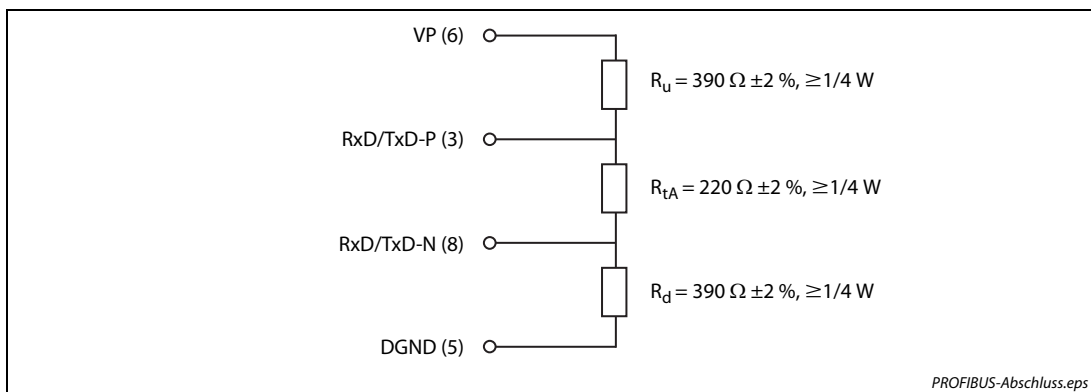 VP (6)
R_u = 390 Ω ±2 %, ≥1/4 W
RxD/TxD-P (3)
R_tA = 220 Ω ±2 %, ≥1/4 W
RxD/TxD-N (8)
R_d = 390 Ω ±2 %, ≥1/4 W
DGND (5)
PROFIBUS-Abschluss.eps